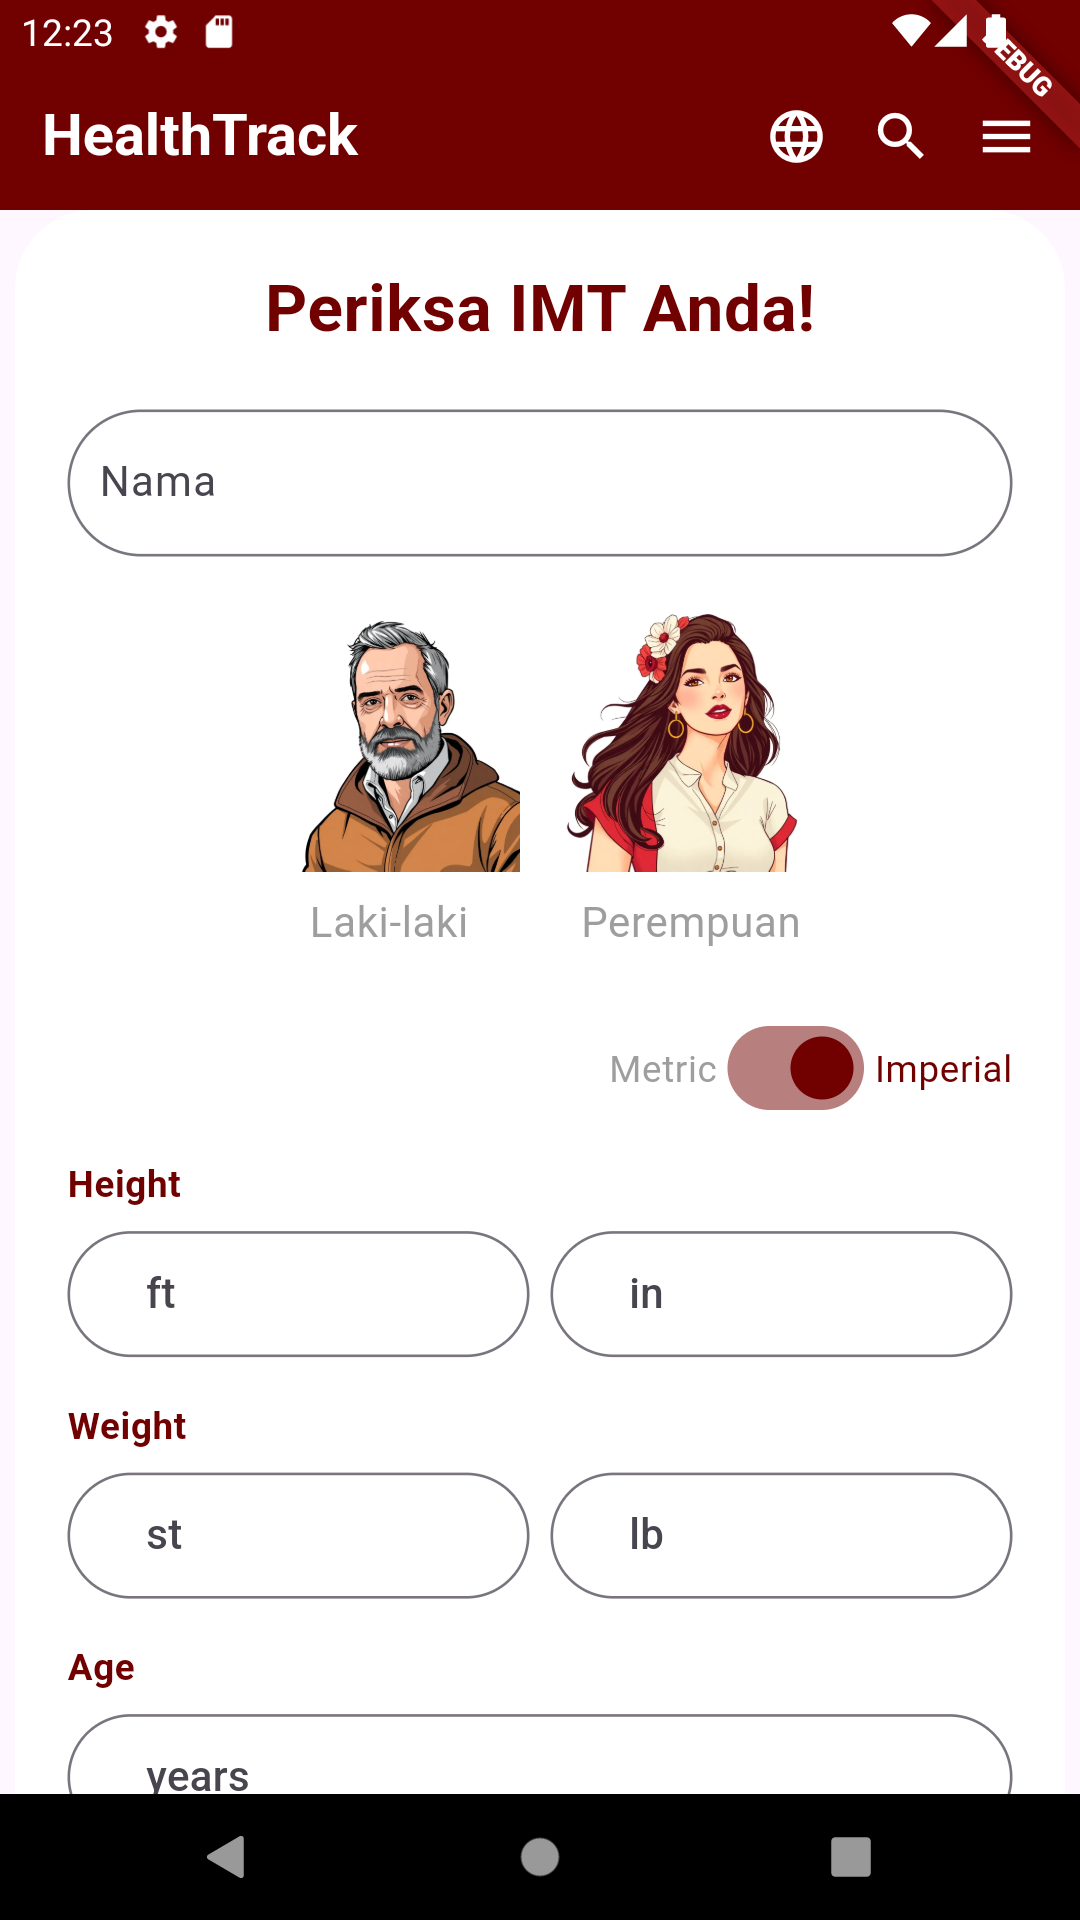 12:23
DEBUG
HealthTrack
Periksa IMT Anda!
Nama
Laki-laki Perempuan
Metric Imperial
Height
ft in
Weight
st lb
Age
years